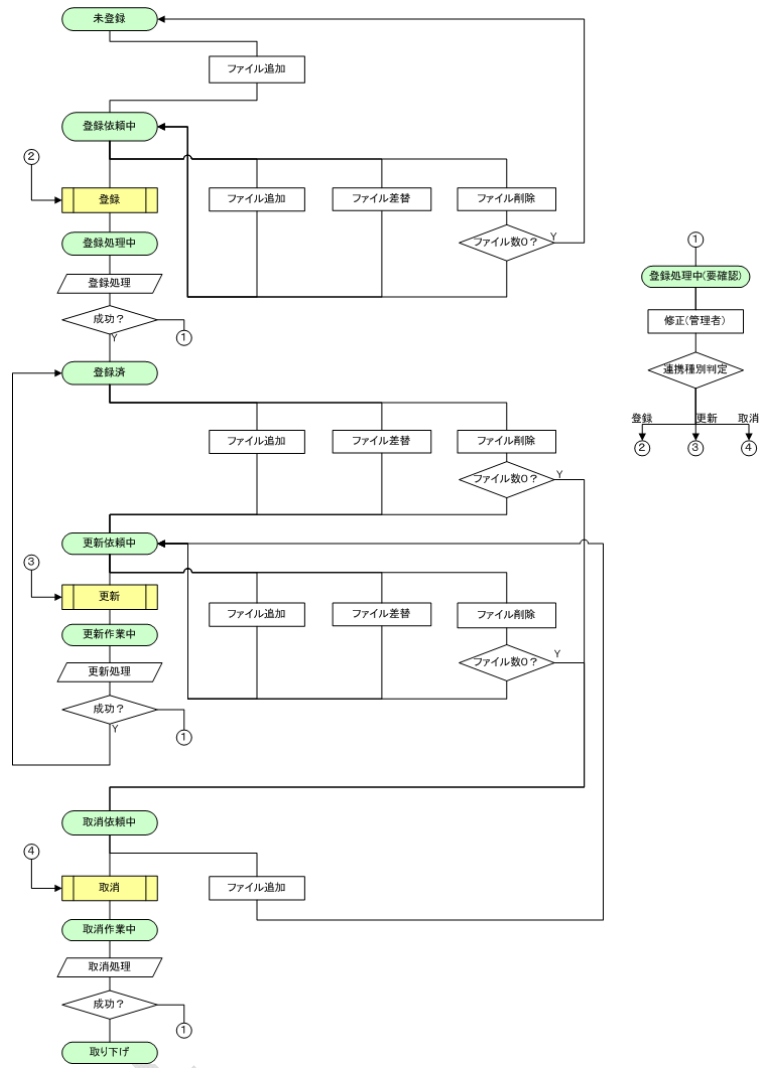 未登録
ファイル追加
登録依頼中
②
登録
ファイル追加
ファイル差替
ファイル削除
登録処理中
ファイル数0？
Y
登録処理
成功？
Y
①
登録済
ファイル追加
ファイル差替
ファイル削除
ファイル数0？
Y
更新依頼中
③
更新
ファイル追加
ファイル差替
ファイル削除
更新作業中
ファイル数0？
Y
更新処理
成功？
Y
①
取消依頼中
④
取消
ファイル追加
取消作業中
取消処理
成功？
①
取り下げ
①
登録処理中(要確認)
修正(管理者)
連携種別判定
登録
更新
取消
②
③
④